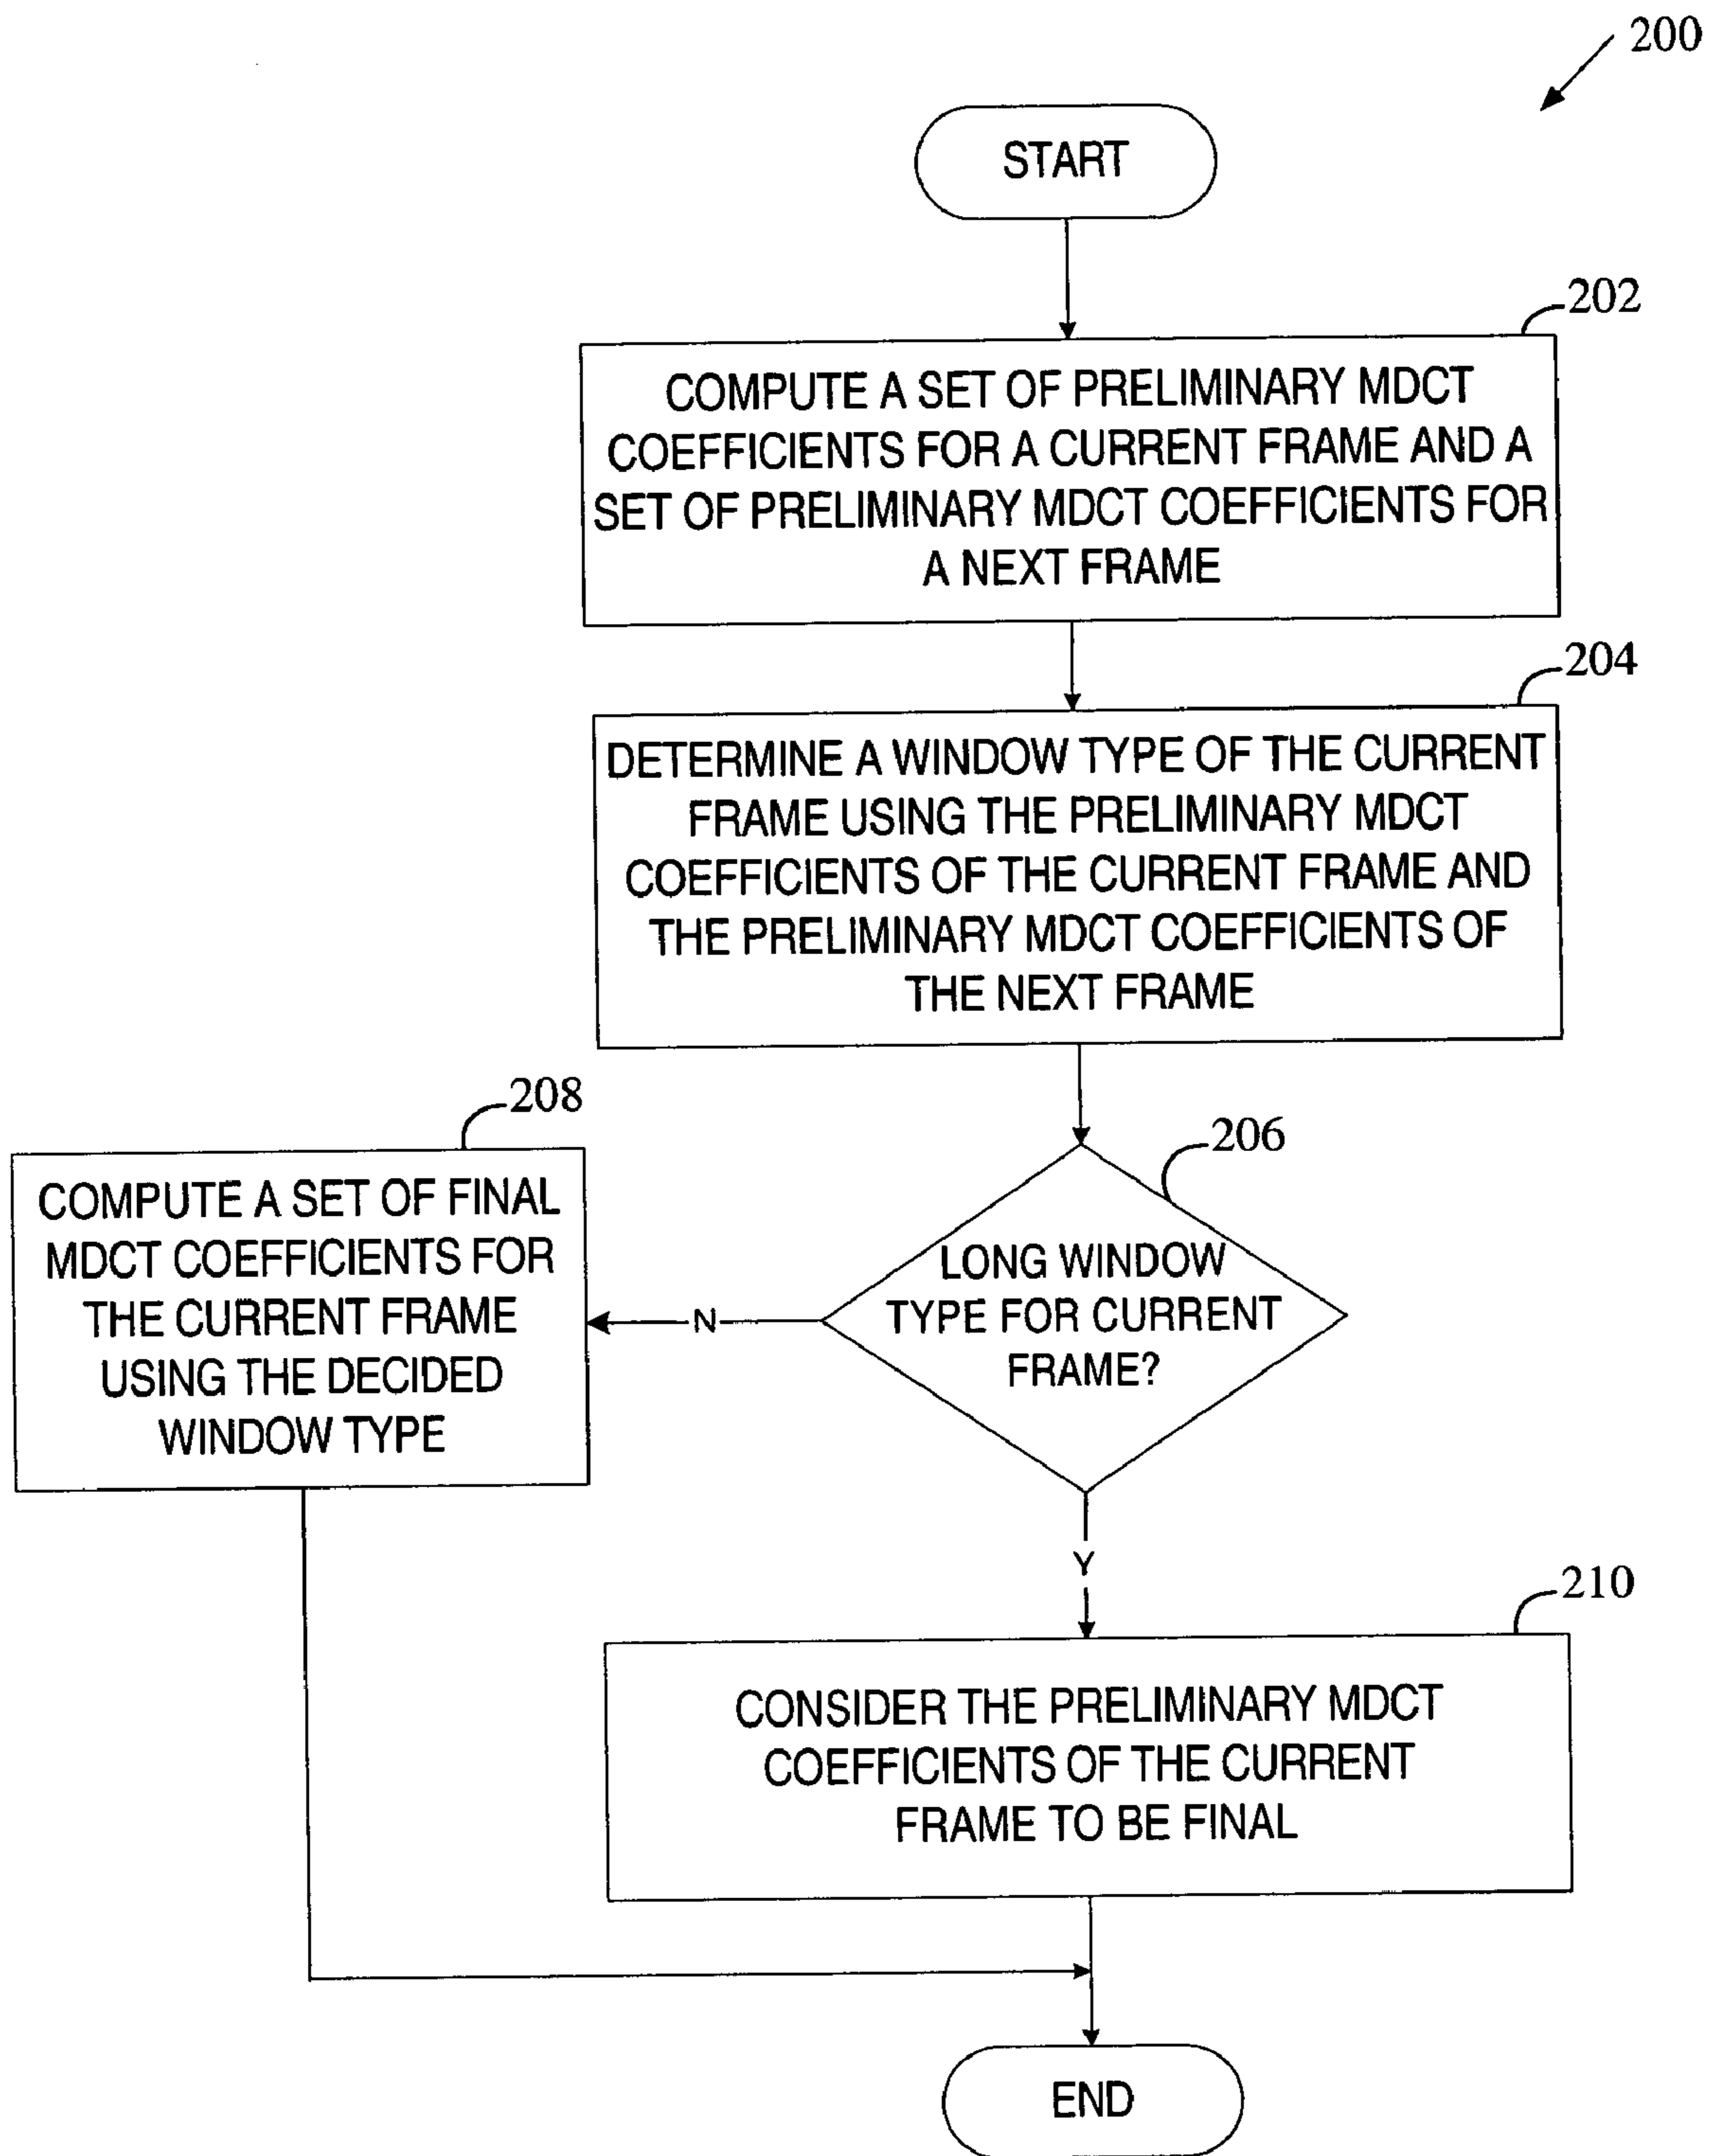 200
START
202
COMPUTE A SET OF PRELIMINARY MDCT
COEFFICIENTS FOR A CURRENT FRAME AND A
SET OF PRELIMINARY MDCT COEFFICIENTS FOR
A NEXT FRAME
204
DETERMINE A WINDOW TYPE OF THE CURRENT
FRAME USING THE PRELIMINARY MDCT
COEFFICIENTS OF THE CURRENT FRAME AND
THE PRELIMINARY MDCT COEFFICIENTS OF
THE NEXT FRAME
206
LONG WINDOW
TYPE FOR CURRENT
FRAME?
N
208
COMPUTE A SET OF FINAL
MDCT COEFFICIENTS FOR
THE CURRENT FRAME
USING THE DECIDED
WINDOW TYPE
Y
210
CONSIDER THE PRELIMINARY MDCT
COEFFICIENTS OF THE CURRENT
FRAME TO BE FINAL
END